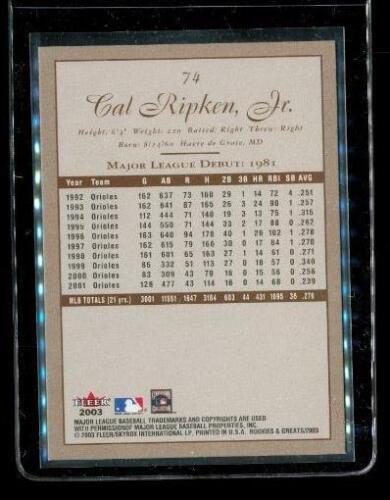 74
Cal Ripken, Jr.
Height: 6'4" Weight: 220 Batted: Right Threw: Right
Born: 8/24/60 Havre de Grace, MD
MAJOR LEAGUE DEBUT: 1981
Year Team G AB R H 2B 3B HR RBI SB AVG
1992 Orioles 162 637 73 160 29 1 14 72 4 .251
1993 Orioles 162 641 87 165 26 3 24 90 1 .257
1994 Orioles 112 444 71 140 19 3 13 75 1 .315
1995 Orioles 144 550 71 144 33 2 17 88 0 .262
1996 Orioles 163 640 94 178 40 1 26 102 1 .278
1997 Orioles 162 615 79 166 30 0 17 84 1 .270
1998 Orioles 161 601 65 163 27 1 14 61 0 .271
1999 Orioles 86 332 51 113 27 0 18 57 0 .340
2000 Orioles 83 309 43 79 16 0 15 56 0 .256
2001 Orioles 128 477 43 114 16 0 14 68 0 .239
MLB TOTALS (21 yrs.) 3001 11551 1647 3184 603 44 431 1695 36 .276
FLEER
2003
MAJOR LEAGUE BASEBALL TRADEMARKS AND COPYRIGHTS ARE USED
WITH PERMISSION OF MAJOR LEAGUE BASEBALL PROPERTIES, INC.
© 2003 FLEER/SKYBOX INTERNATIONAL LP. PRINTED IN U.S.A. ROOKIES & GREATS/2003